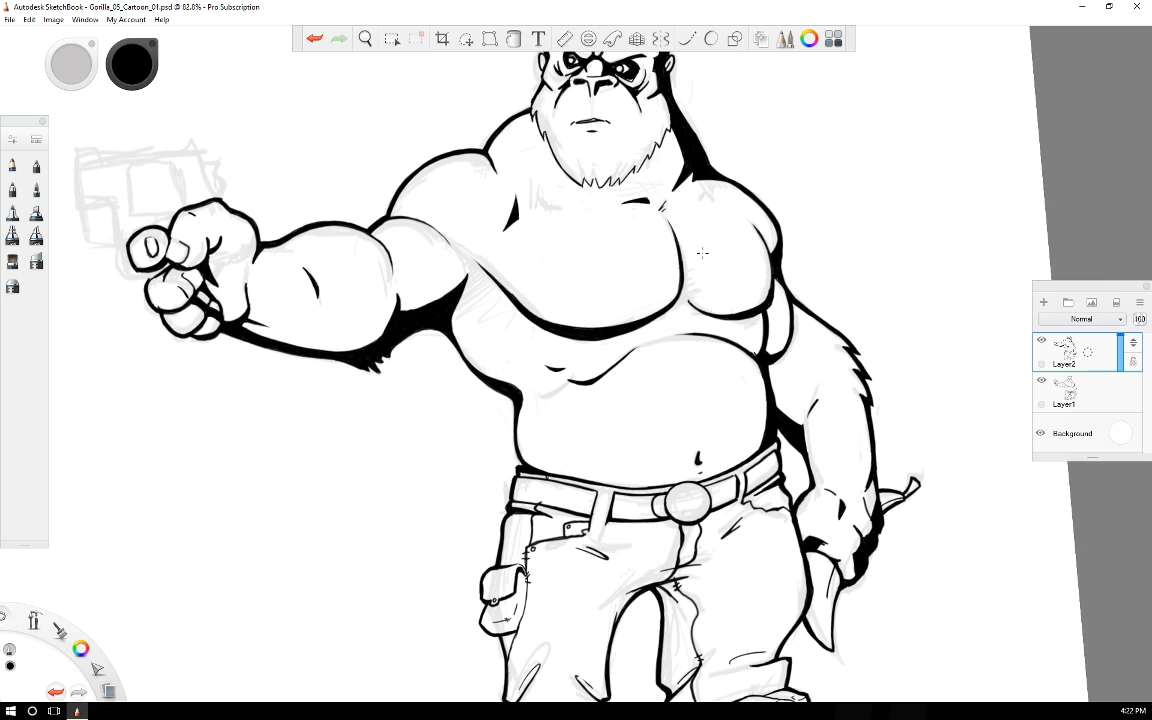 Autodesk SketchBook - Gorilla_05_Cartoon_01.psd @ 82.8% - Pro Subscription
File Edit Image Window My Account Help
T
Normal
100
Layer2
Layer1
Background
4:22 PM